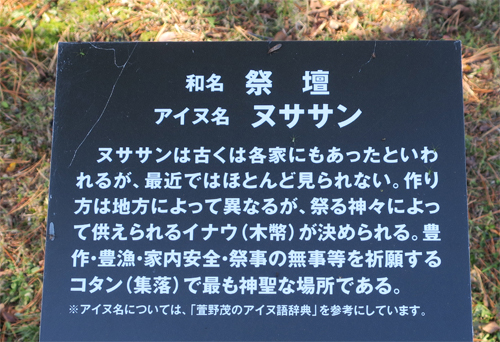 和名 祭 壇
アイヌ名 ヌササン
ヌササンは古くは各家にもあったといわ
れるが、最近ではほとんど見られない。作り
方は地方によって異なるが、祭る神々によっ
て供えられるイナウ（木幣）が決められる。豊
作・豊漁・家内安全・祭事の無事等を祈願する
コタン（集落）で最も神聖な場所である。
※アイヌ名については、「萱野茂のアイヌ語辞典」を参考にしています。